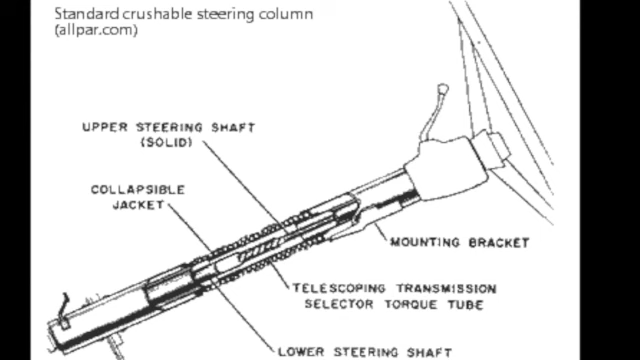 Standard crushable steering column
(allpar.com)
UPPER STEERING SHAFT
(SOLID)
COLLAPSIBLE
JACKET
MOUNTING BRACKET
TELESCOPING TRANSMISSION
SELECTOR TORQUE TUBE
LOWER STEERING SHAFT